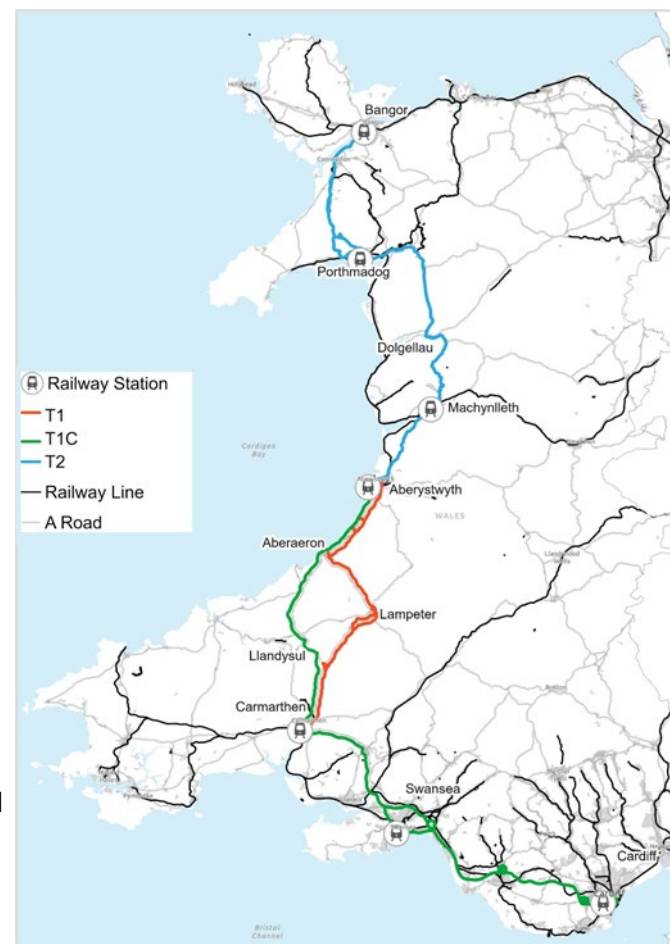 Bangor
Porthmadog
Dolgellau
Machynlleth
Railway Station
T1
T1C
T2
Railway Line
A Road
Cardigan
Bay
Aberystwyth
WALES
Aberaeron
Lampeter
Llandysul
Carmarthen
Swansea
Cardiff
Bristol
Channel